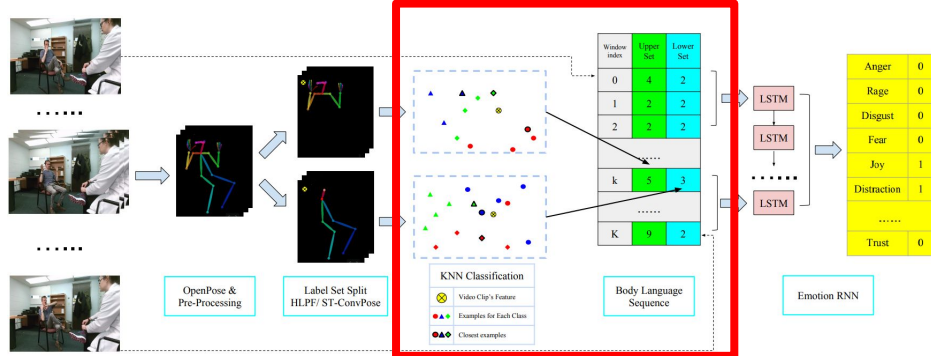 Window index Upper Set Lower Set
0 4 2
1 2 2
2 2 2
......
k 5 3
......
K 9 2
LSTM
LSTM
......
LSTM
Anger 0
Rage 0
Disgust 0
Fear 0
Joy 1
Distraction 1
......
Trust 0
......
......
OpenPose &
Pre-Processing
Label Set Split
HLPF/ ST-ConvPose
KNN Classification
Video Clip's Feature
Examples for Each Class
Closest examples
Body Language
Sequence
Emotion RNN